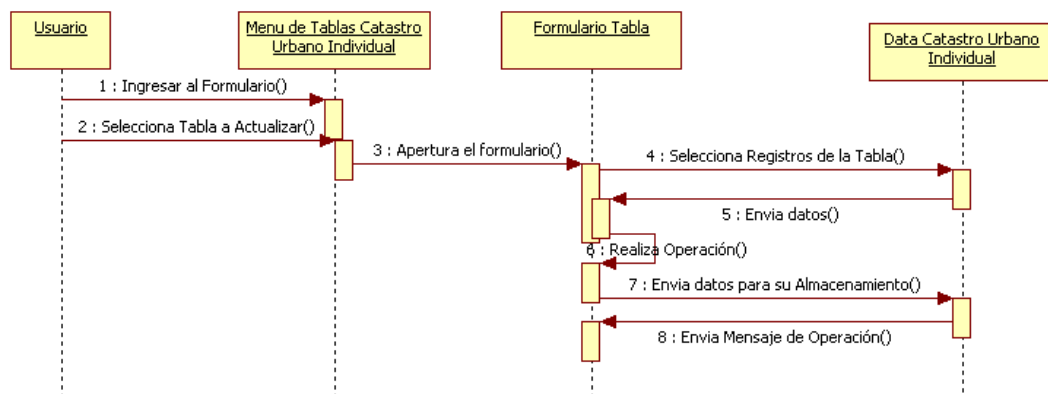 Usuario
Menu de Tablas Catastro
Urbano Individual
Formulario Tabla
Data Catastro Urbano
Individual
1 : Ingresar al Formulario()
2 : Selecciona Tabla a Actualizar()
3 : Apertura el formulario()
4 : Selecciona Registros de la Tabla()
5 : Envia datos()
6 : Realiza Operación()
7 : Envia datos para su Almacenamiento()
8 : Envia Mensaje de Operación()